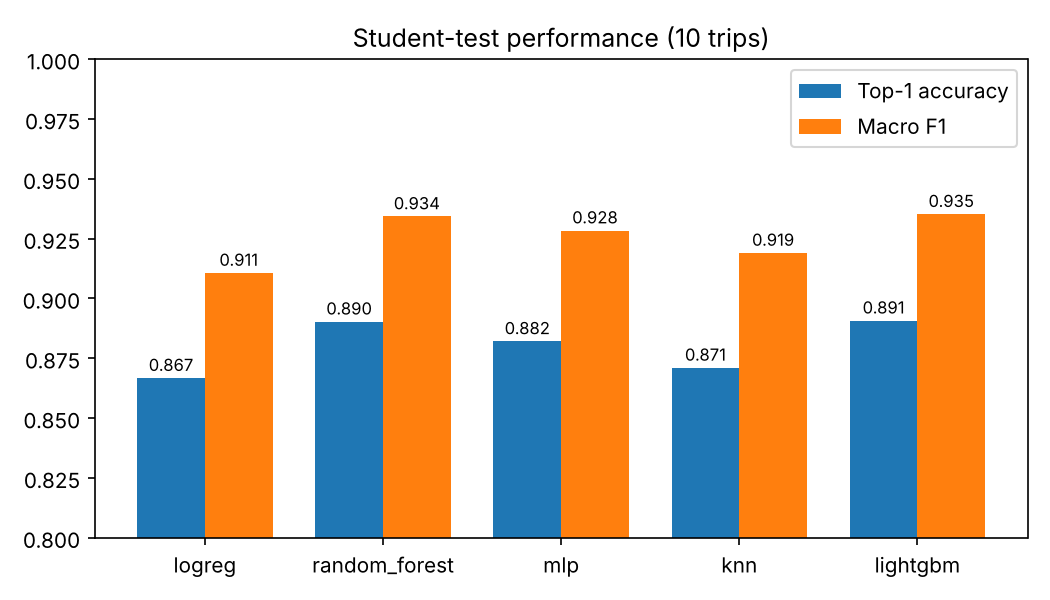 Student-test performance (10 trips)
1.000
0.975
0.950
0.925
0.900
0.875
0.850
0.825
0.800
Top-1 accuracy
Macro F1
0.867
0.911
0.890
0.934
0.882
0.928
0.871
0.919
0.891
0.935
logreg
random_forest
mlp
knn
lightgbm